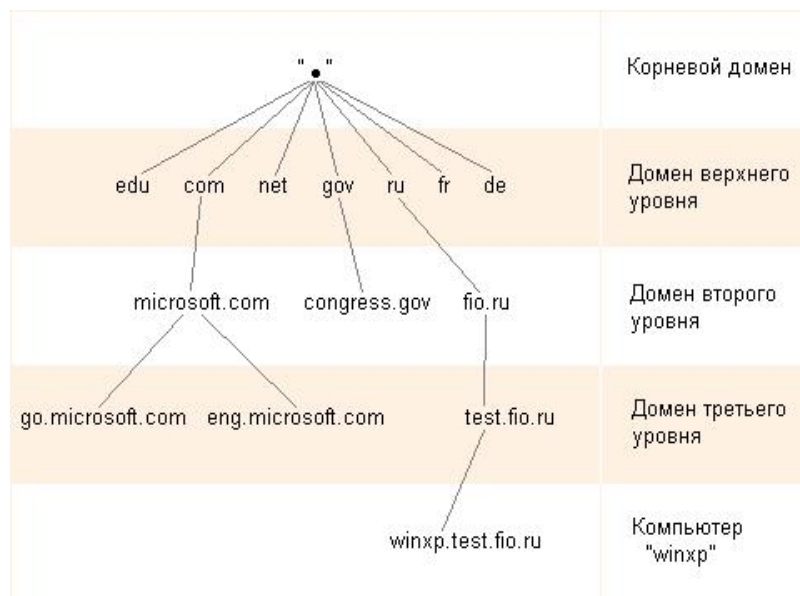 " . "
Корневой домен
edu com net gov ru fr de
Домен верхнего
уровня
microsoft.com congress.gov fio.ru
Домен второго
уровня
go.microsoft.com eng.microsoft.com test.fio.ru
Домен третьего
уровня
winxp.test.fio.ru
Компьютер
"winxp"